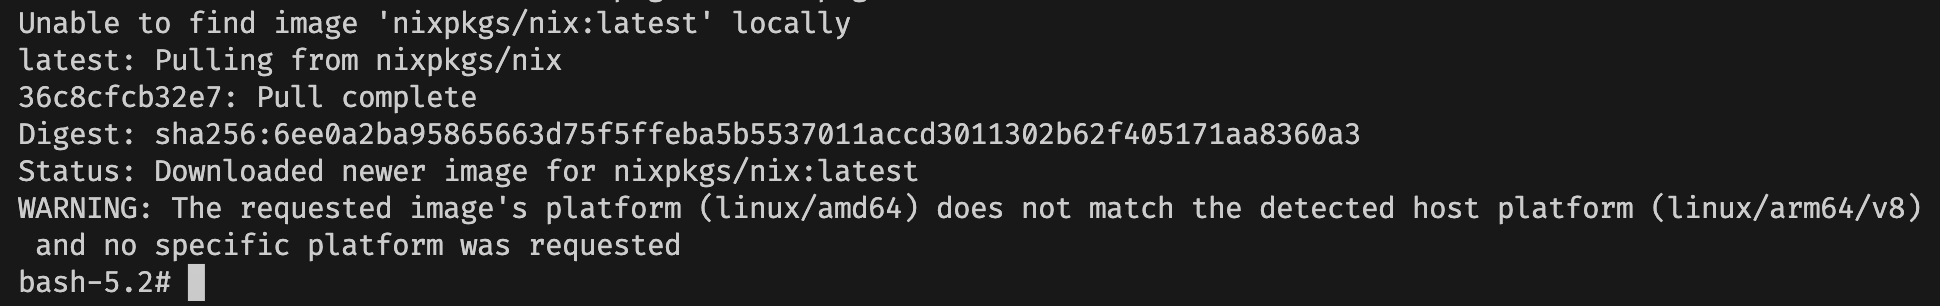 Unable to find image 'nixpkgs/nix:latest' locally
latest: Pulling from nixpkgs/nix
36c8cfcb32e7: Pull complete
Digest: sha256:6ee0a2ba95865663d75f5ffeba5b5537011accd3011302b62f405171aa8360a3
Status: Downloaded newer image for nixpkgs/nix:latest
WARNING: The requested image's platform (linux/amd64) does not match the detected host platform (linux/arm64/v8)
and no specific platform was requested
bash-5.2#